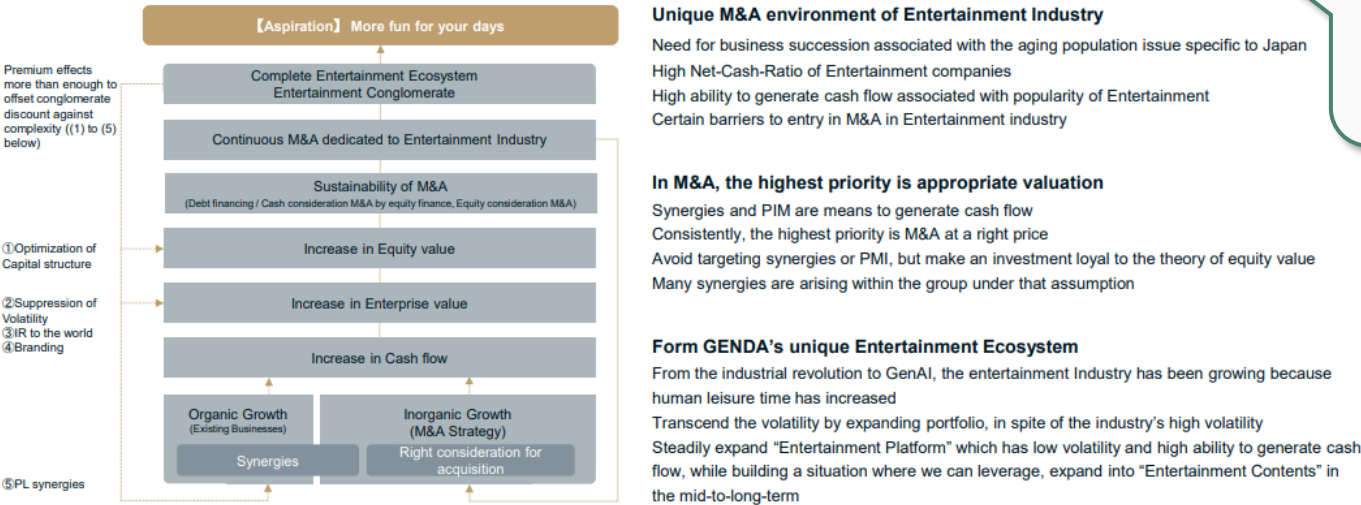 【Aspiration】 More fun for your days
Premium effects
more than enough to
offset conglomerate
discount against
complexity ((1) to (5)
below)
Complete Entertainment Ecosystem
Entertainment Conglomerate
Continuous M&A dedicated to Entertainment Industry
Sustainability of M&A
(Debt financing / Cash consideration M&A by equity finance, Equity consideration M&A)
①Optimization of
Capital structure
Increase in Equity value
②Suppression of
Volatility
③IR to the world
④Branding
Increase in Enterprise value
Increase in Cash flow
Organic Growth
(Existing Businesses)
Inorganic Growth
(M&A Strategy)
Synergies
Right consideration for
acquisition
⑤PL synergies
Unique M&A environment of Entertainment Industry
Need for business succession associated with the aging population issue specific to Japan
High Net-Cash-Ratio of Entertainment companies
High ability to generate cash flow associated with popularity of Entertainment
Certain barriers to entry in M&A in Entertainment industry
In M&A, the highest priority is appropriate valuation
Synergies and PIM are means to generate cash flow
Consistently, the highest priority is M&A at a right price
Avoid targeting synergies or PMI, but make an investment loyal to the theory of equity value
Many synergies are arising within the group under that assumption
Form GENDA's unique Entertainment Ecosystem
From the industrial revolution to GenAI, the entertainment Industry has been growing because
human leisure time has increased
Transcend the volatility by expanding portfolio, in spite of the industry's high volatility
Steadily expand “Entertainment Platform” which has low volatility and high ability to generate cash
flow, while building a situation where we can leverage, expand into “Entertainment Contents” in
the mid-to-long-term